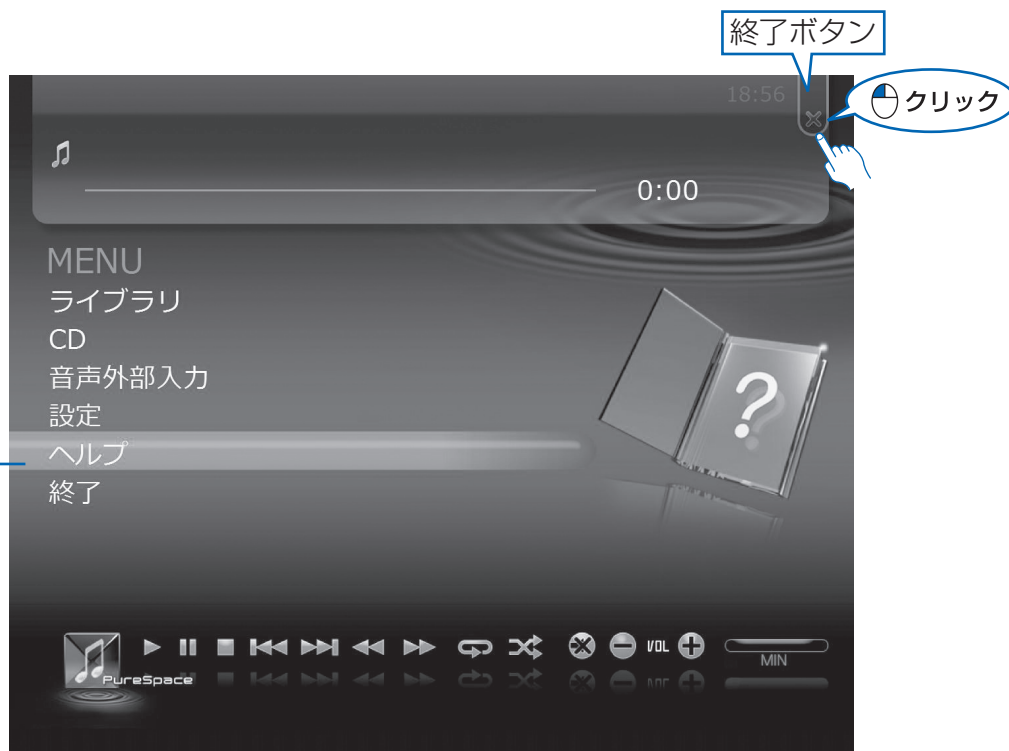 終了ボタン
18:56
クリック
0:00
MENU
ライブラリ
CD
音声外部入力
設定
ヘルプ
終了
VOL
MIN
PureSpace